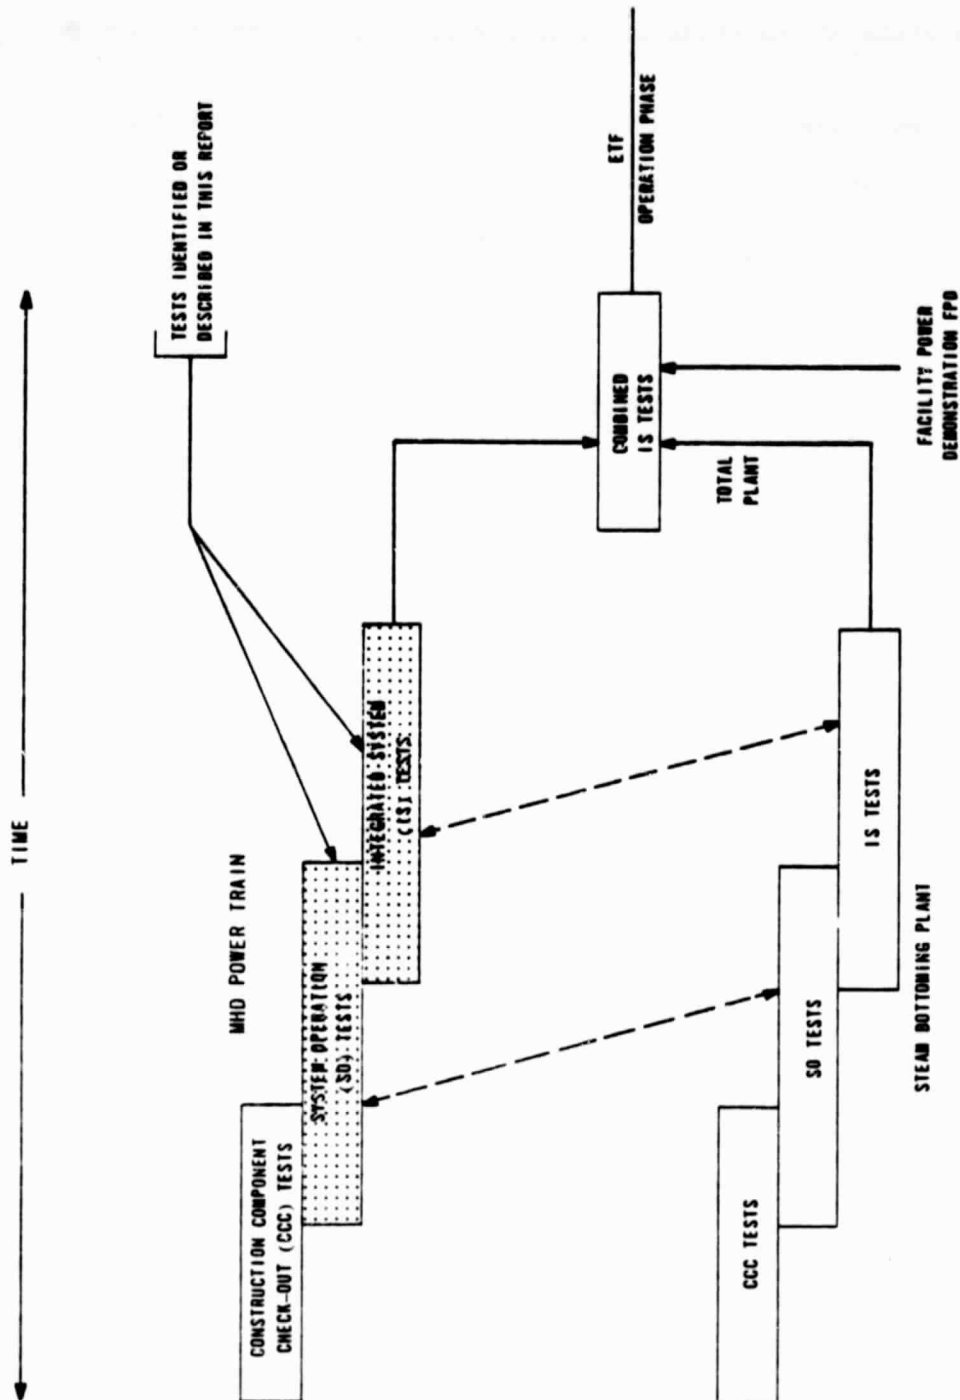 TIME
TESTS IDENTIFIED OR
DESCRIBED IN THIS REPORT
MHD POWER TRAIN
CONSTRUCTION COMPONENT
CHECK-OUT (CCC) TESTS
SYSTEM OPERATION
(SO) TESTS
INTEGRATED SYSTEM
(IS) TESTS
COMBINED
IS TESTS
ETF
OPERATION PHASE
TOTAL
PLANT
FACILITY POWER
DEMONSTRATION FPD
CCC TESTS
SO TESTS
IS TESTS
STEAM BOTTOMING PLANT